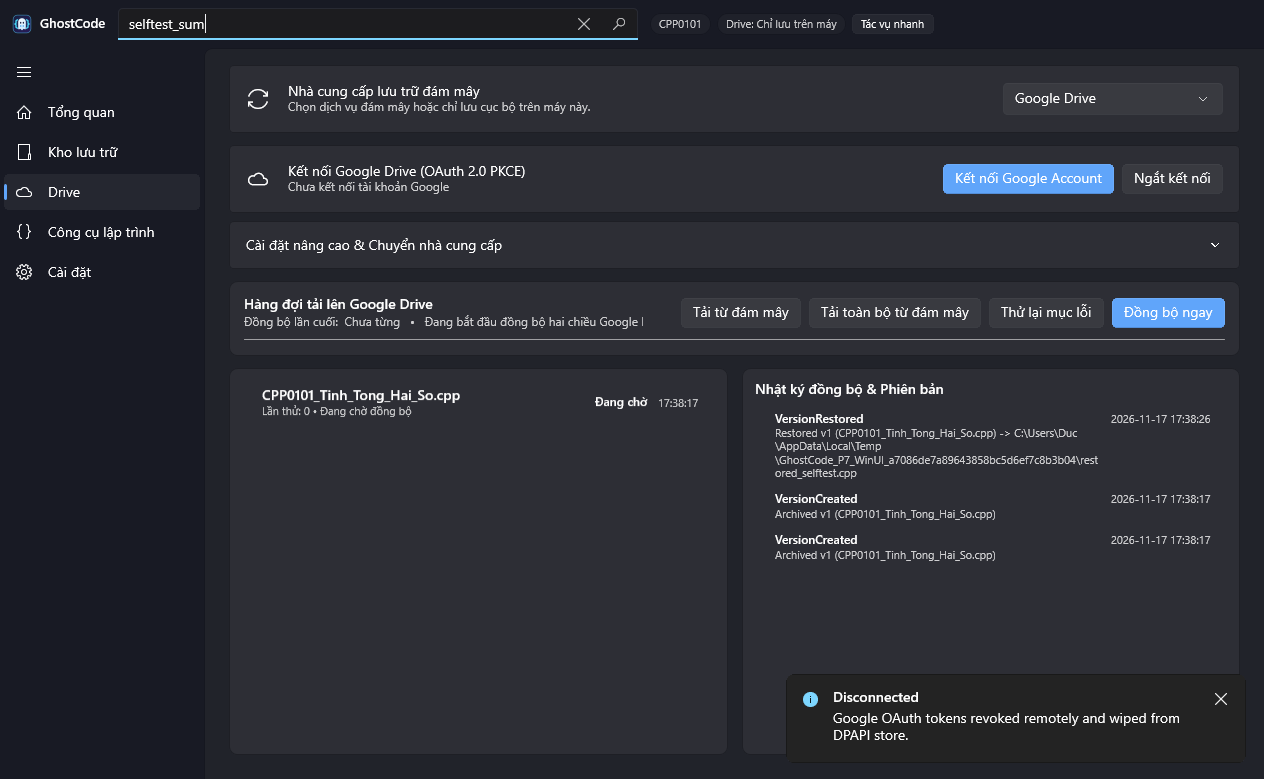 GhostCode
selftest_sum
CPP0101
Drive: Chỉ lưu trên máy
Tác vụ nhanh
Tổng quan
Kho lưu trữ
Drive
Công cụ lập trình
Cài đặt
Nhà cung cấp lưu trữ đám mây
Chọn dịch vụ đám mây hoặc chỉ lưu cục bộ trên máy này.
Google Drive
Kết nối Google Drive (OAuth 2.0 PKCE)
Chưa kết nối tài khoản Google
Kết nối Google Account
Ngắt kết nối
Cài đặt nâng cao & Chuyển nhà cung cấp
Hàng đợi tải lên Google Drive
Đồng bộ lần cuối: Chưa từng • Đang bắt đầu đồng bộ hai chiều Google
Tải từ đám mây
Tải toàn bộ từ đám mây
Thử lại mục lỗi
Đồng bộ ngay
CPP0101_Tinh_Tong_Hai_So.cpp
Lần thử: 0 • Đang chờ đồng bộ
Đang chờ
17:38:17
Nhật ký đồng bộ & Phiên bản
VersionRestored
2026-11-17 17:38:26
Restored v1 (CPP0101_Tinh_Tong_Hai_So.cpp) -> C:\Users\Duc
\AppData\Local\Temp
\GhostCode_P7_WinUI_a7086de7a89643858bc5d6ef7c8b3b04\rest
ored_selftest.cpp
VersionCreated
2026-11-17 17:38:17
Archived v1 (CPP0101_Tinh_Tong_Hai_So.cpp)
VersionCreated
2026-11-17 17:38:17
Archived v1 (CPP0101_Tinh_Tong_Hai_So.cpp)
Disconnected
Google OAuth tokens revoked remotely and wiped from
DPAPI store.